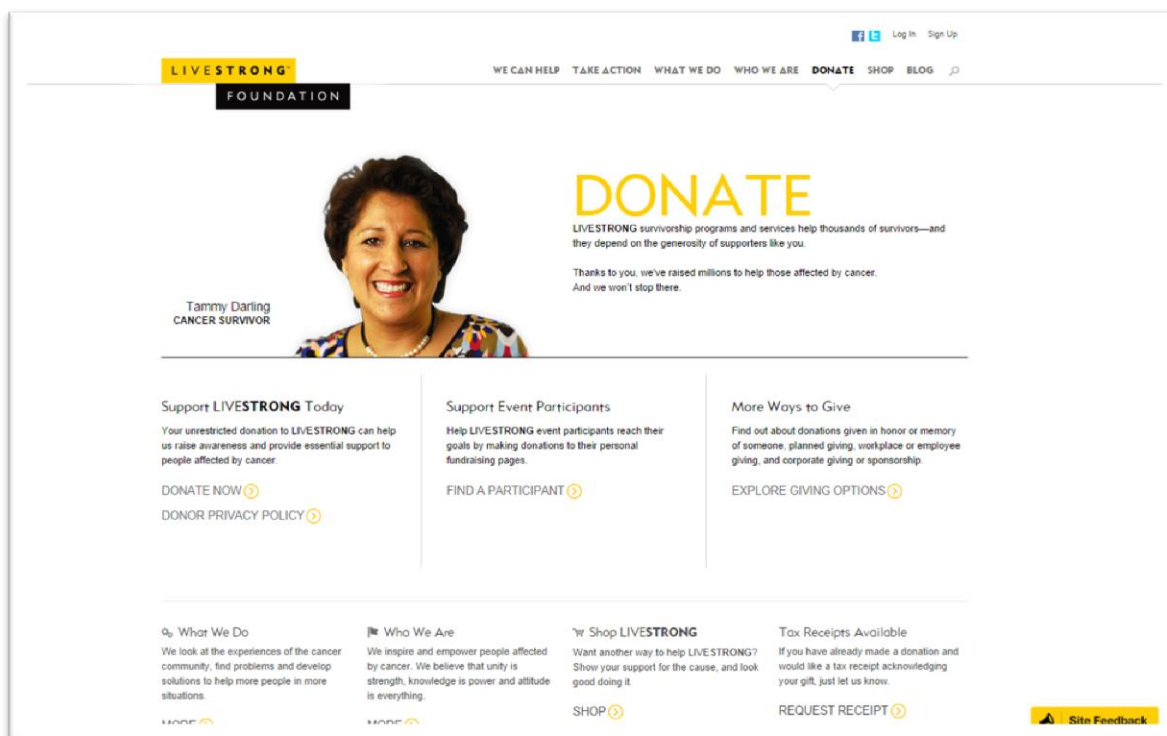 Log In Sign Up
LIVESTRONG™
FOUNDATION
WE CAN HELP TAKE ACTION WHAT WE DO WHO WE ARE DONATE SHOP BLOG
DONATE
LIVESTRONG survivorship programs and services help thousands of survivors—and
they depend on the generosity of supporters like you.
Thanks to you, we've raised millions to help those affected by cancer.
And we won't stop there.
Tammy Darling
CANCER SURVIVOR
Support LIVESTRONG Today
Your unrestricted donation to LIVESTRONG can help
us raise awareness and provide essential support to
people affected by cancer.
DONATE NOW
DONOR PRIVACY POLICY
Support Event Participants
Help LIVESTRONG event participants reach their
goals by making donations to their personal
fundraising pages.
FIND A PARTICIPANT
More Ways to Give
Find out about donations given in honor or memory
of someone, planned giving, workplace or employee
giving, and corporate giving or sponsorship.
EXPLORE GIVING OPTIONS
What We Do
We look at the experiences of the cancer
community, find problems and develop
solutions to help more people in more
situations.
MORE
Who We Are
We inspire and empower people affected
by cancer. We believe that unity is
strength, knowledge is power and attitude
is everything.
MORE
Shop LIVESTRONG
Want another way to help LIVESTRONG?
Show your support for the cause, and look
good doing it.
SHOP
Tax Receipts Available
If you have already made a donation and
would like a tax receipt acknowledging
your gift, just let us know.
REQUEST RECEIPT
Site Feedback